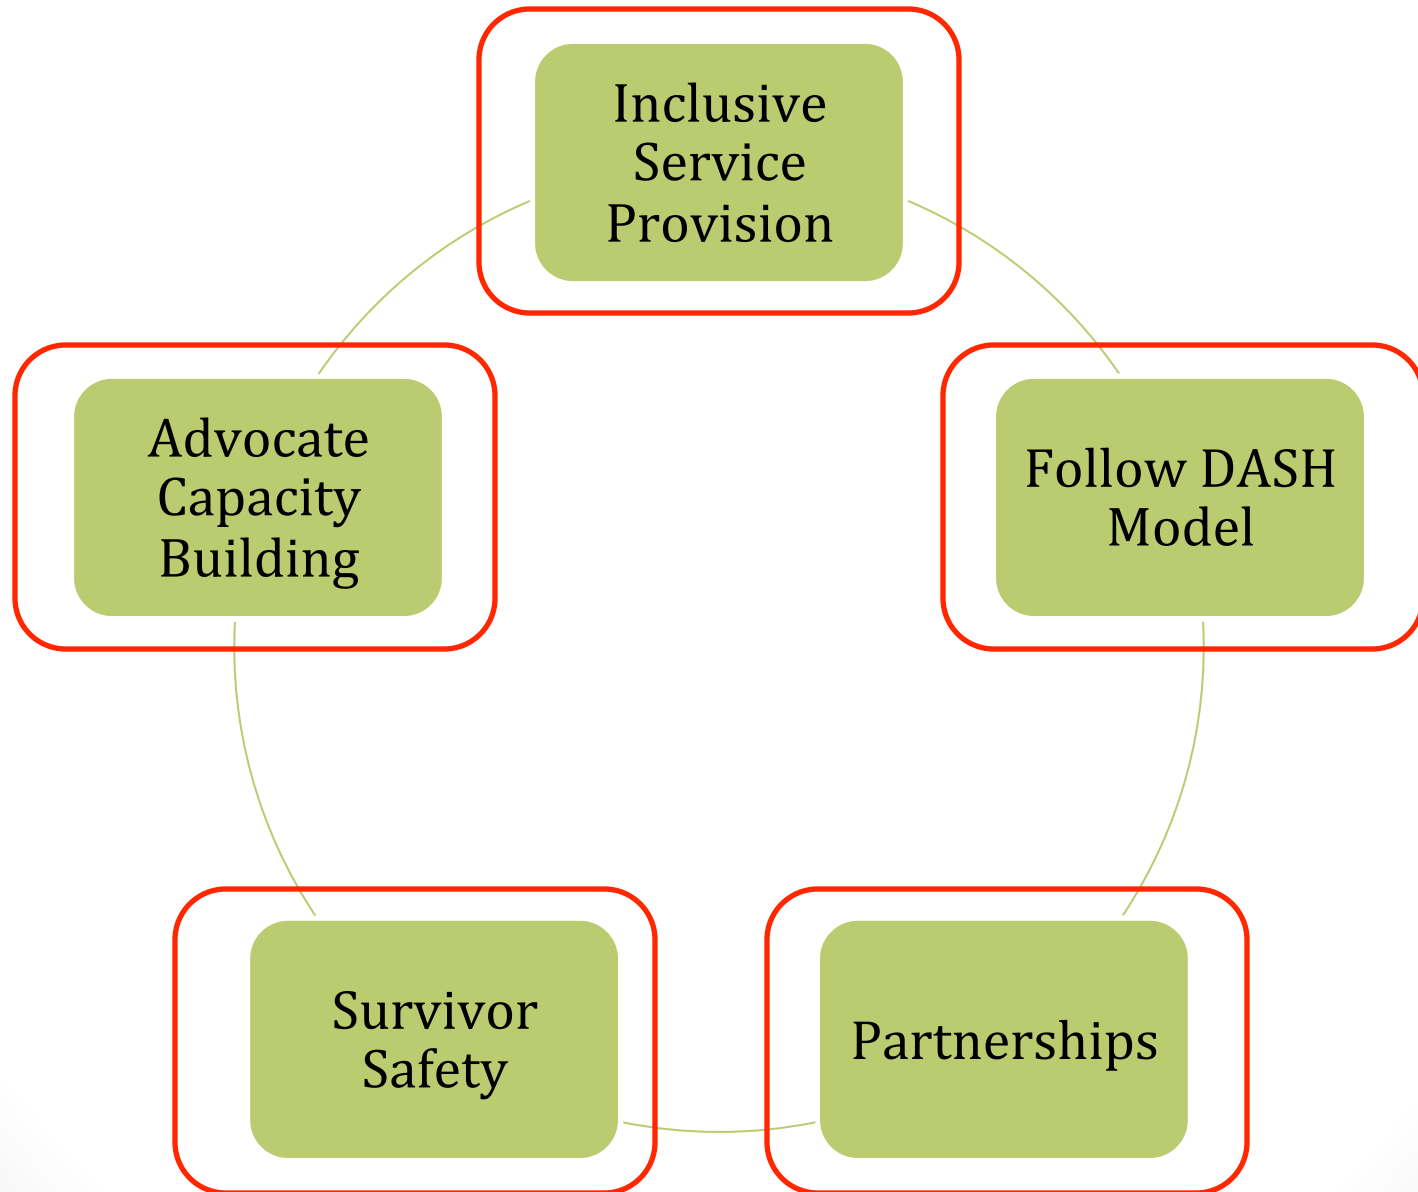 Inclusive
Service
Provision
Advocate
Capacity
Building
Follow DASH
Model
Survivor
Safety
Partnerships